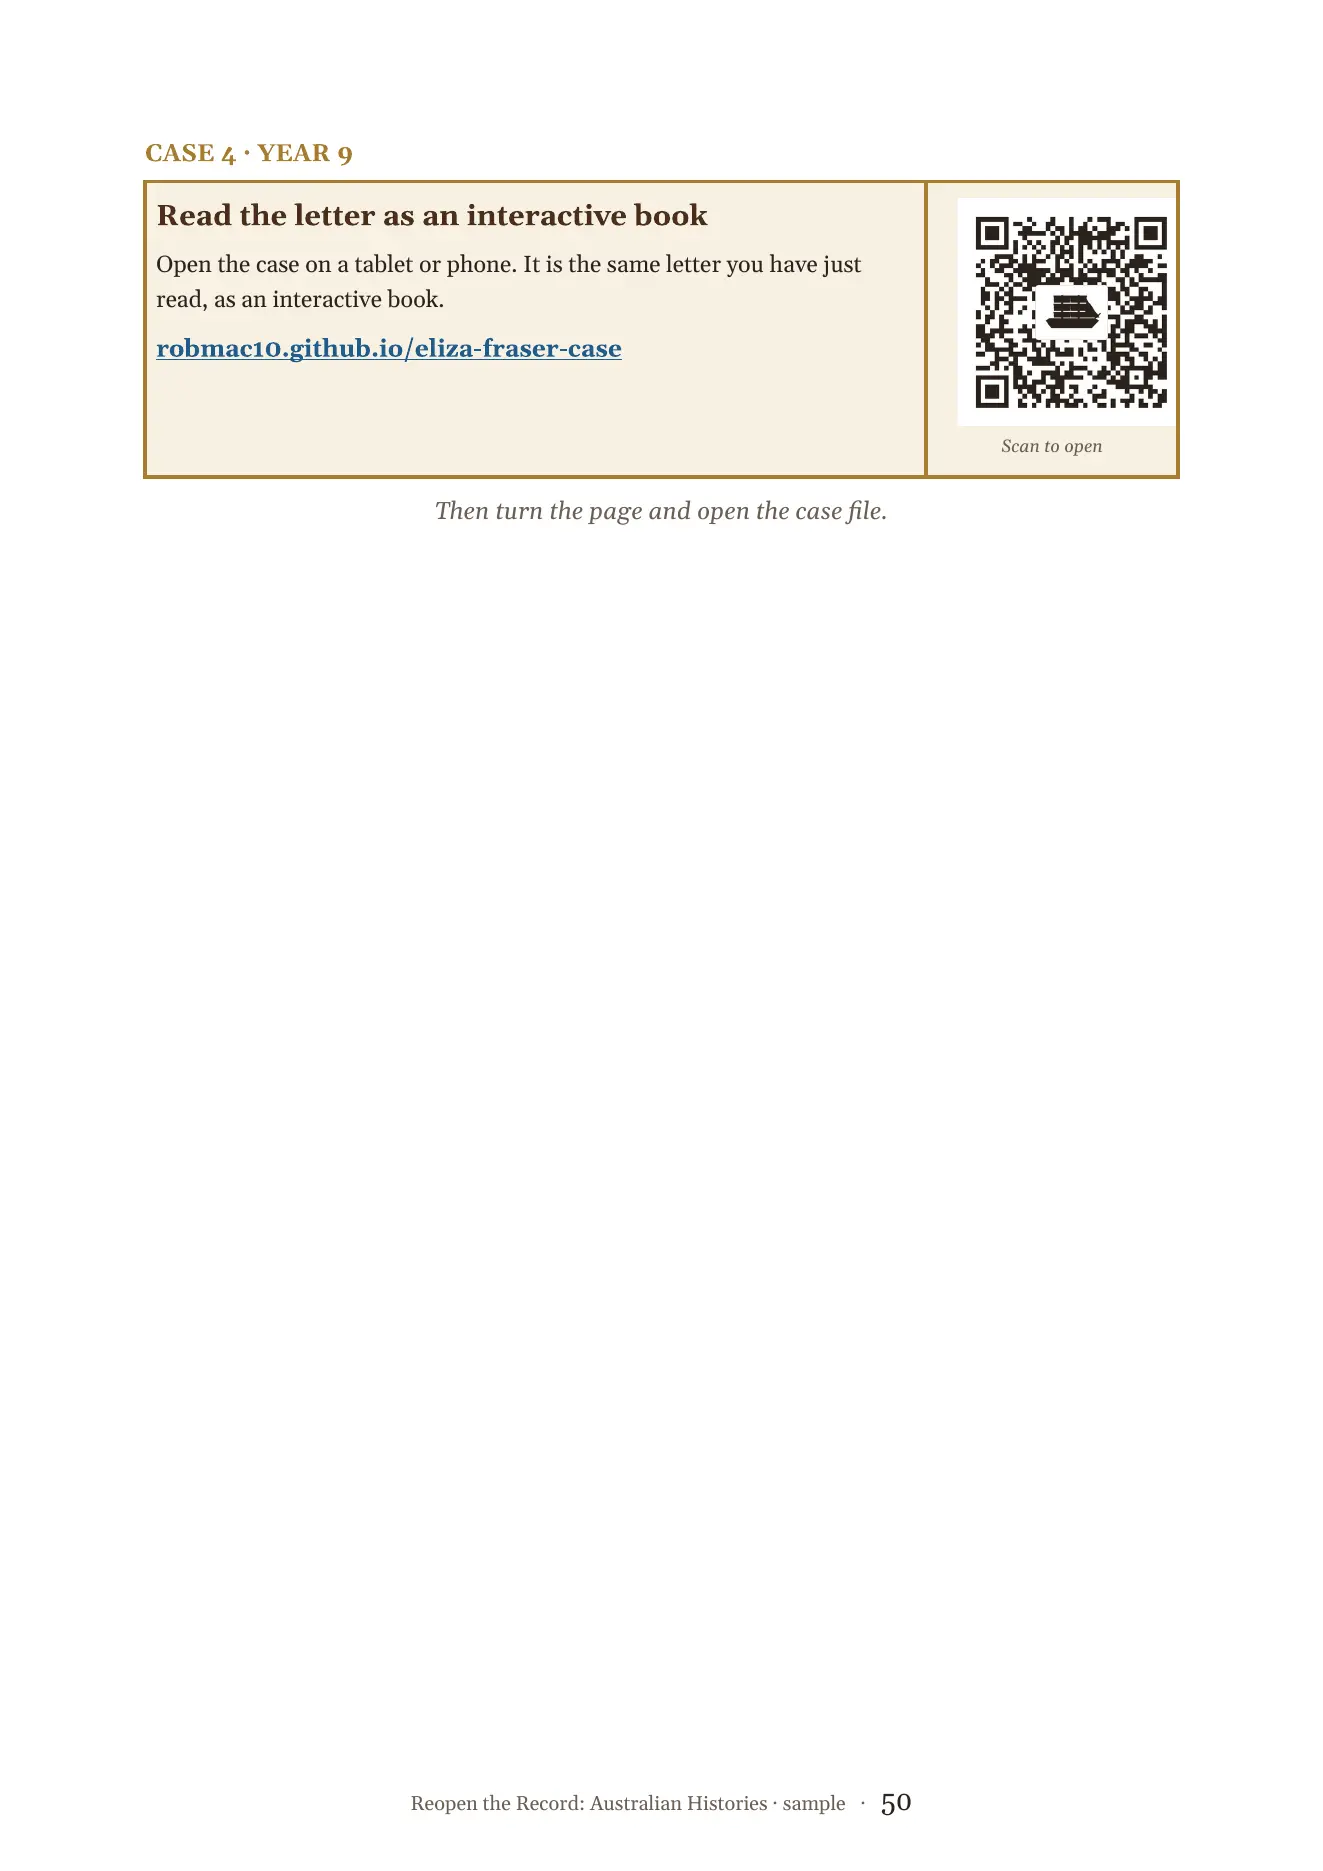 CASE 4 · YEAR 9
Read the letter as an interactive book
Open the case on a tablet or phone. It is the same letter you have just
read, as an interactive book.
robmac10.github.io/eliza-fraser-case
Scan to open
Then turn the page and open the case file.
Reopen the Record: Australian Histories · sample · 50